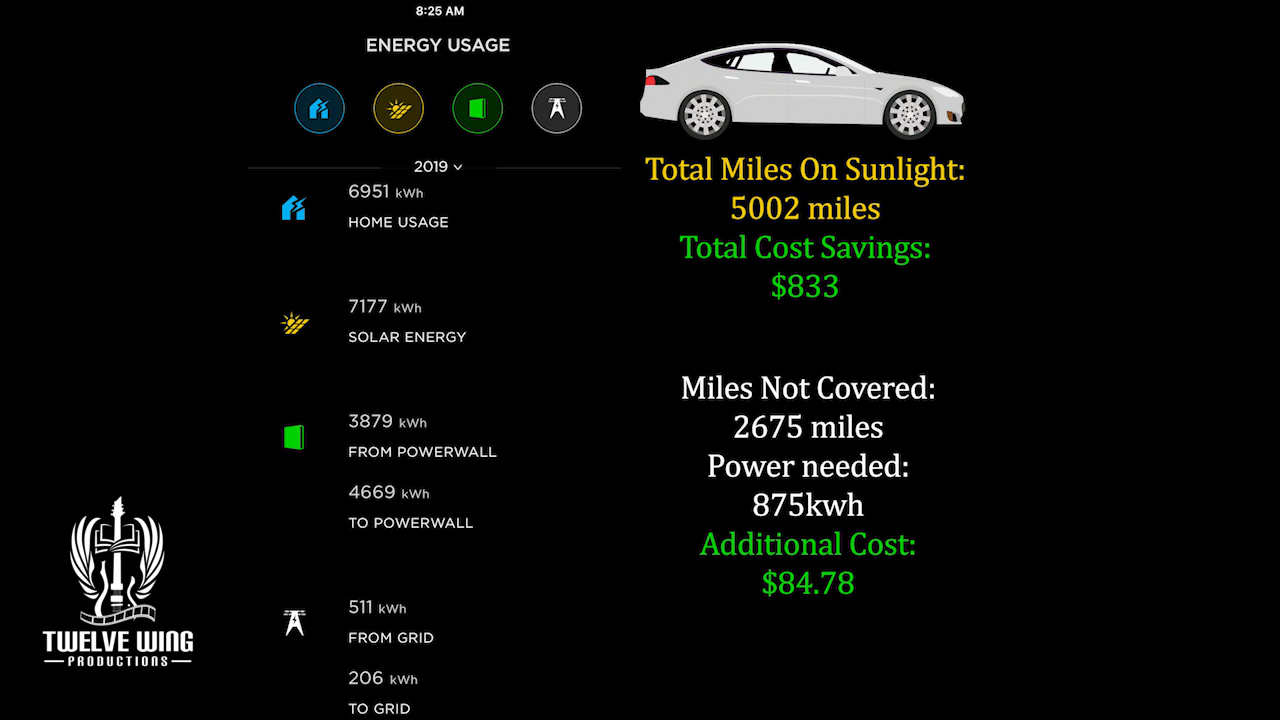 8:25 AM
ENERGY USAGE
2019
6951 kWh
HOME USAGE
7177 kWh
SOLAR ENERGY
3879 kWh
FROM POWERWALL
4669 kWh
TO POWERWALL
511 kWh
FROM GRID
206 kWh
TO GRID
Total Miles On Sunlight:
5002 miles
Total Cost Savings:
$833
Miles Not Covered:
2675 miles
Power needed:
875kwh
Additional Cost:
$84.78
TWELVE WING
PRODUCTIONS